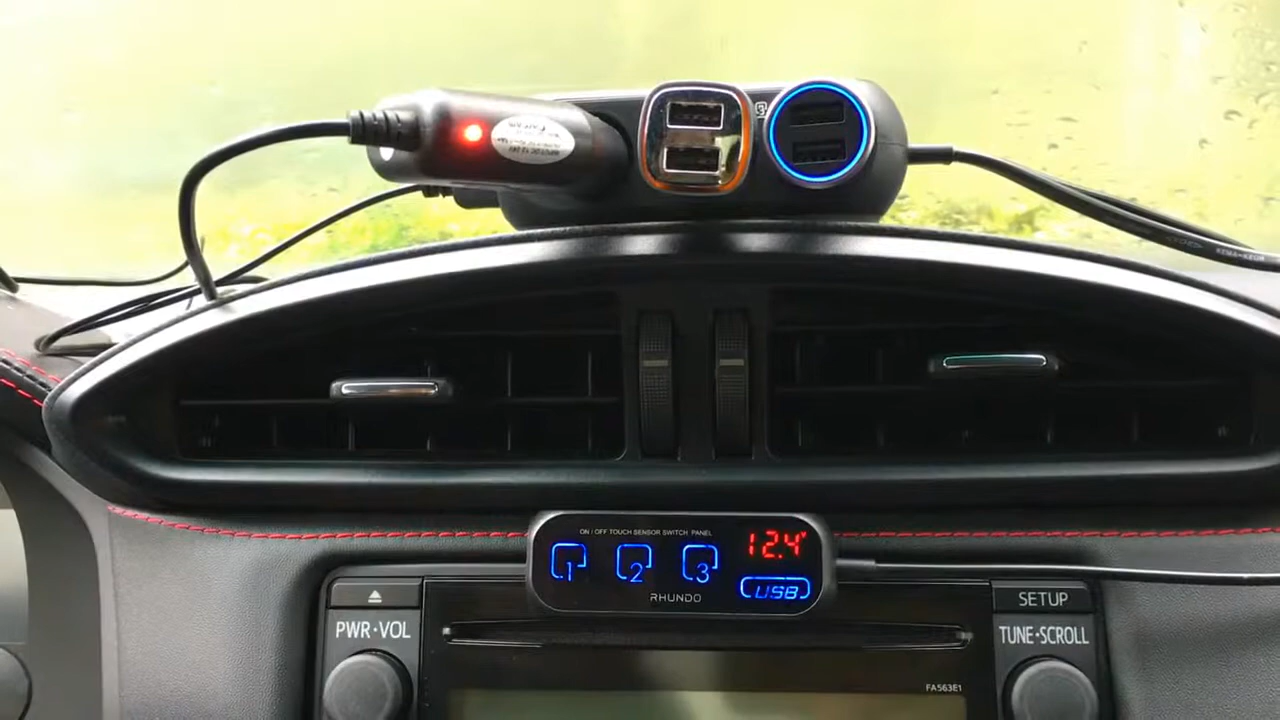 3
ON / OFF TOUCH SENSOR SWITCH PANEL
1 2 3
12.4
USB
RHUNDO
SETUP
PWR•VOL
TUNE•SCROLL
FA563E1